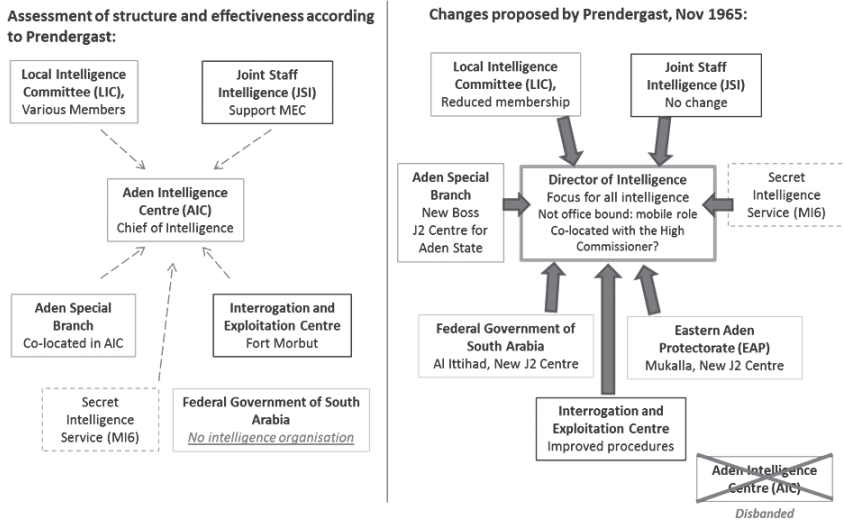 Assessment of structure and effectiveness according
to Prendergast:
Local Intelligence
Committee (LIC),
Various Members
Joint Staff
Intelligence (JSI)
Support MEC
Aden Intelligence
Centre (AIC)
Chief of Intelligence
Aden Special
Branch
Co-located in AIC
Interrogation and
Exploitation Centre
Fort Morbut
Secret
Intelligence
Service (MI6)
Federal Government of South
Arabia
No intelligence organisation
Changes proposed by Prendergast, Nov 1965:
Local Intelligence
Committee (LIC),
Reduced membership
Joint Staff
Intelligence (JSI)
No change
Aden Special
Branch
New Boss
J2 Centre for
Aden State
Director of Intelligence
Focus for all intelligence
Not office bound: mobile role
Co-located with the High
Commissioner?
Secret
Intelligence
Service (MI6)
Federal Government of
South Arabia
Al Ittihad, New J2 Centre
Eastern Aden
Protectorate (EAP)
Mukalla, New J2 Centre
Interrogation and
Exploitation Centre
Improved procedures
Aden Intelligence
Centre (AIC)
Disbanded